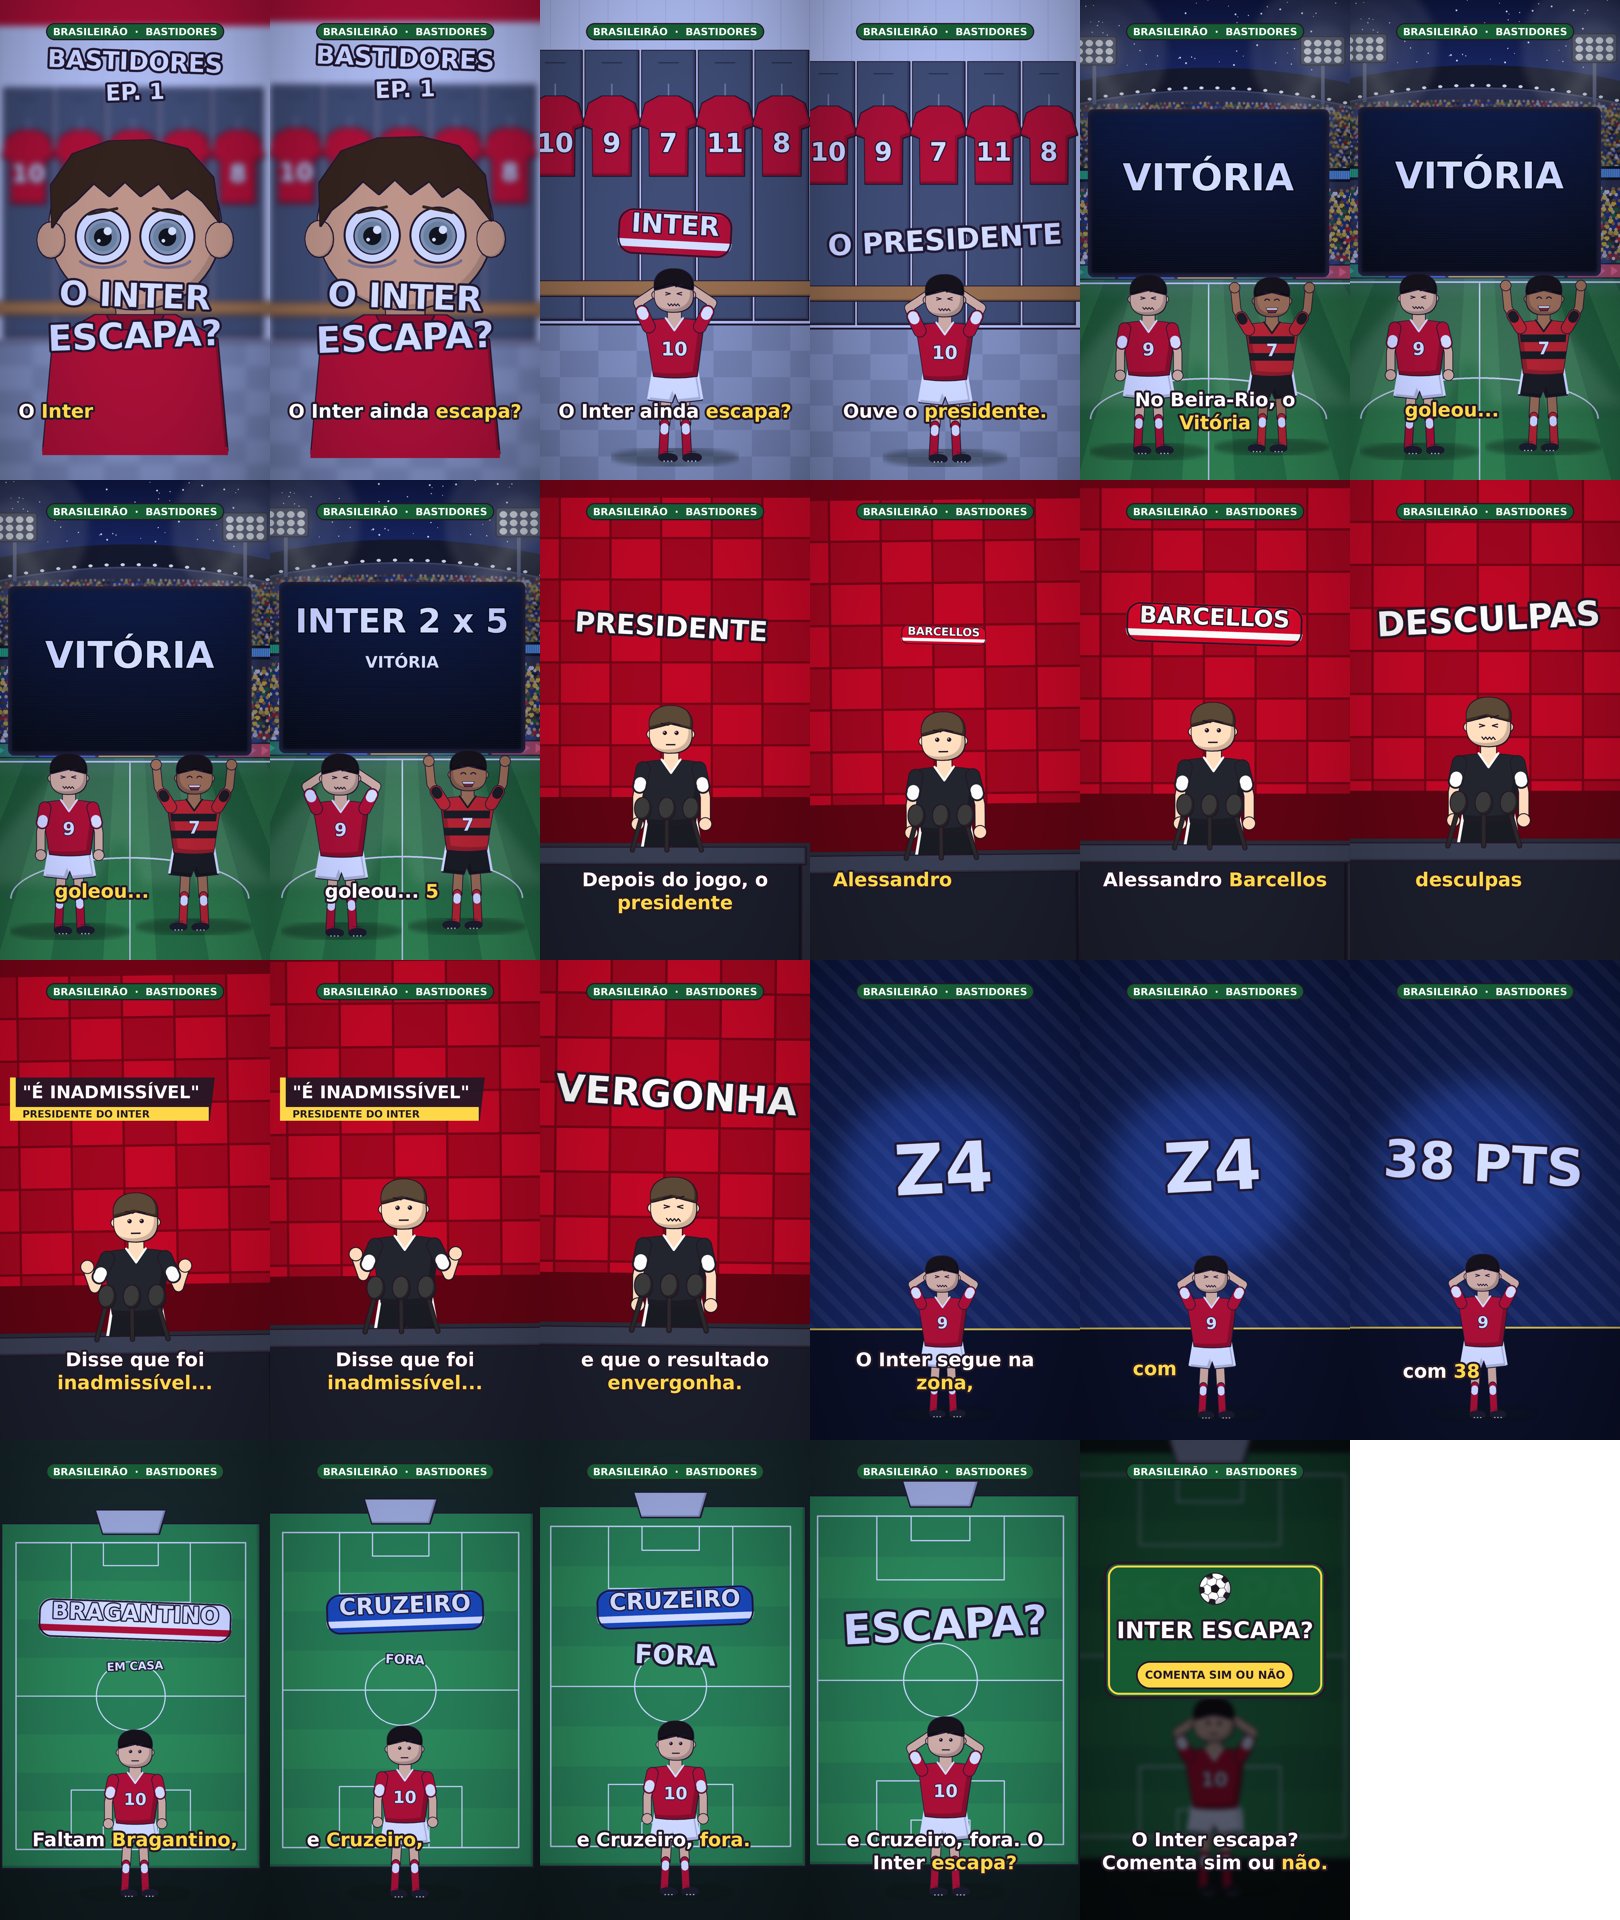 BRASILEIRÃO · BASTIDORES
BASTIDORES
EP. 1
10
8
O INTER
ESCAPA?
O Inter
BRASILEIRÃO · BASTIDORES
BASTIDORES
EP. 1
10
8
O INTER
ESCAPA?
O Inter ainda escapa?
BRASILEIRÃO · BASTIDORES
10 9 7 11 8
INTER
10
O Inter ainda escapa?
BRASILEIRÃO · BASTIDORES
10 9 7 11 8
O PRESIDENTE
10
Ouve o presidente.
BRASILEIRÃO · BASTIDORES
VITÓRIA
9 7
No Beira-Rio, o
Vitória
BRASILEIRÃO · BASTIDORES
VITÓRIA
9 7
goleou...
BRASILEIRÃO · BASTIDORES
VITÓRIA
9 7
goleou...
BRASILEIRÃO · BASTIDORES
INTER 2 x 5
VITÓRIA
9 7
goleou... 5
BRASILEIRÃO · BASTIDORES
PRESIDENTE
Depois do jogo, o
presidente
BRASILEIRÃO · BASTIDORES
BARCELLOS
Alessandro
BRASILEIRÃO · BASTIDORES
BARCELLOS
Alessandro Barcellos
BRASILEIRÃO · BASTIDORES
DESCULPAS
desculpas
BRASILEIRÃO · BASTIDORES
"É INADMISSÍVEL"
PRESIDENTE DO INTER
Disse que foi
inadmissível...
BRASILEIRÃO · BASTIDORES
"É INADMISSÍVEL"
PRESIDENTE DO INTER
Disse que foi
inadmissível...
BRASILEIRÃO · BASTIDORES
VERGONHA
e que o resultado
envergonha.
BRASILEIRÃO · BASTIDORES
Z4
9
O Inter segue na
zona,
BRASILEIRÃO · BASTIDORES
Z4
9
com
BRASILEIRÃO · BASTIDORES
38 PTS
9
com 38
BRASILEIRÃO · BASTIDORES
BRAGANTINO
EM CASA
10
Faltam Bragantino,
BRASILEIRÃO · BASTIDORES
CRUZEIRO
FORA
10
e Cruzeiro,
BRASILEIRÃO · BASTIDORES
CRUZEIRO
FORA
10
e Cruzeiro, fora.
BRASILEIRÃO · BASTIDORES
ESCAPA?
10
e Cruzeiro, fora. O
Inter escapa?
BRASILEIRÃO · BASTIDORES
INTER ESCAPA?
COMENTA SIM OU NÃO
10
O Inter escapa?
Comenta sim ou não.